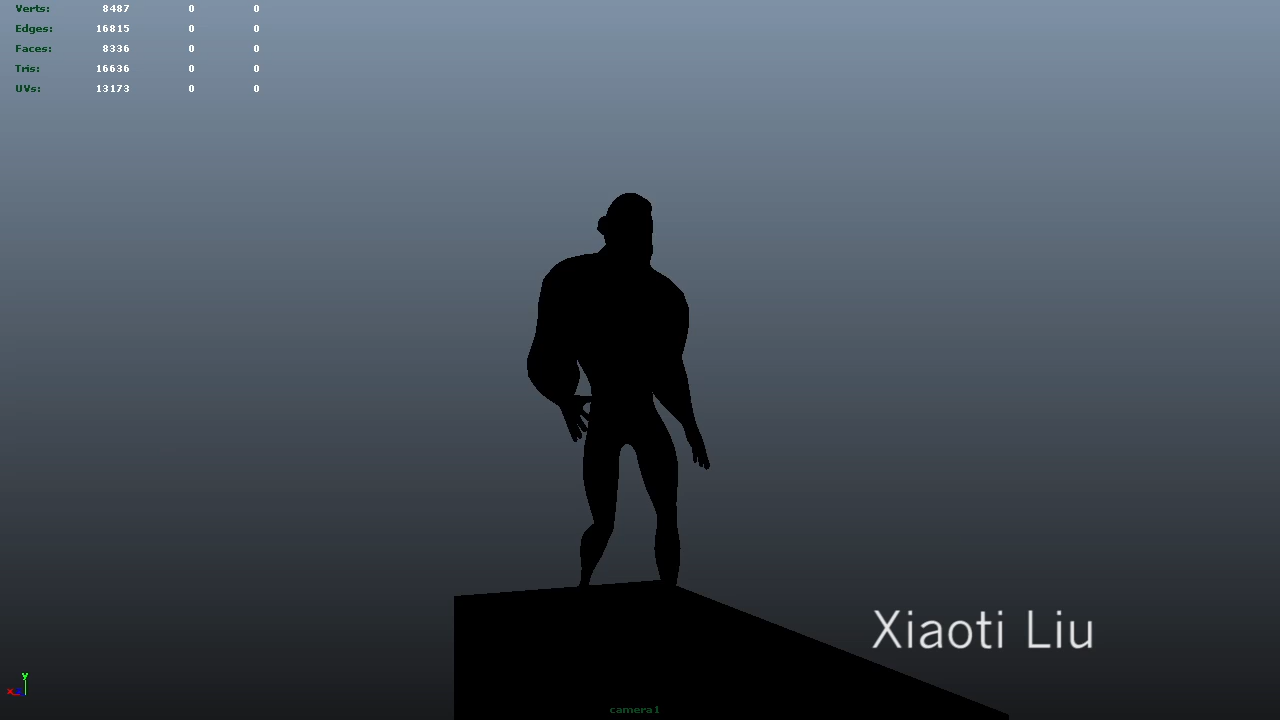 Verts: 8487 0 0
Edges: 16815 0 0
Faces: 8336 0 0
Tris: 16636 0 0
UVs: 13173 0 0
Xiaoti Liu
y
x
camera1